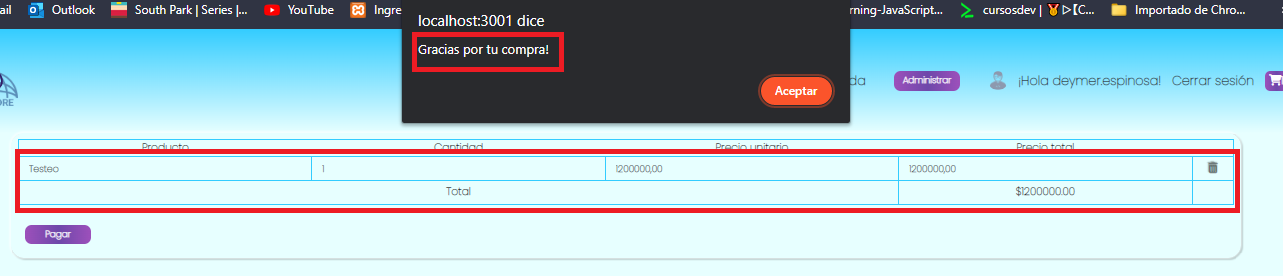 ail Outlook South Park | Series |... YouTube Ingre rning-JavaScript... cursosdev | 🏅▷【C... Importado de Chro...
localhost:3001 dice
Gracias por tu compra!
Aceptar
ORE da Administrar ¡Hola deymer.espinosa! Cerrar sesión
Producto Cantidad Precio unitario Precio total
Testeo 1 1200000,00 1200000,00
Total $1200000.00
Pagar